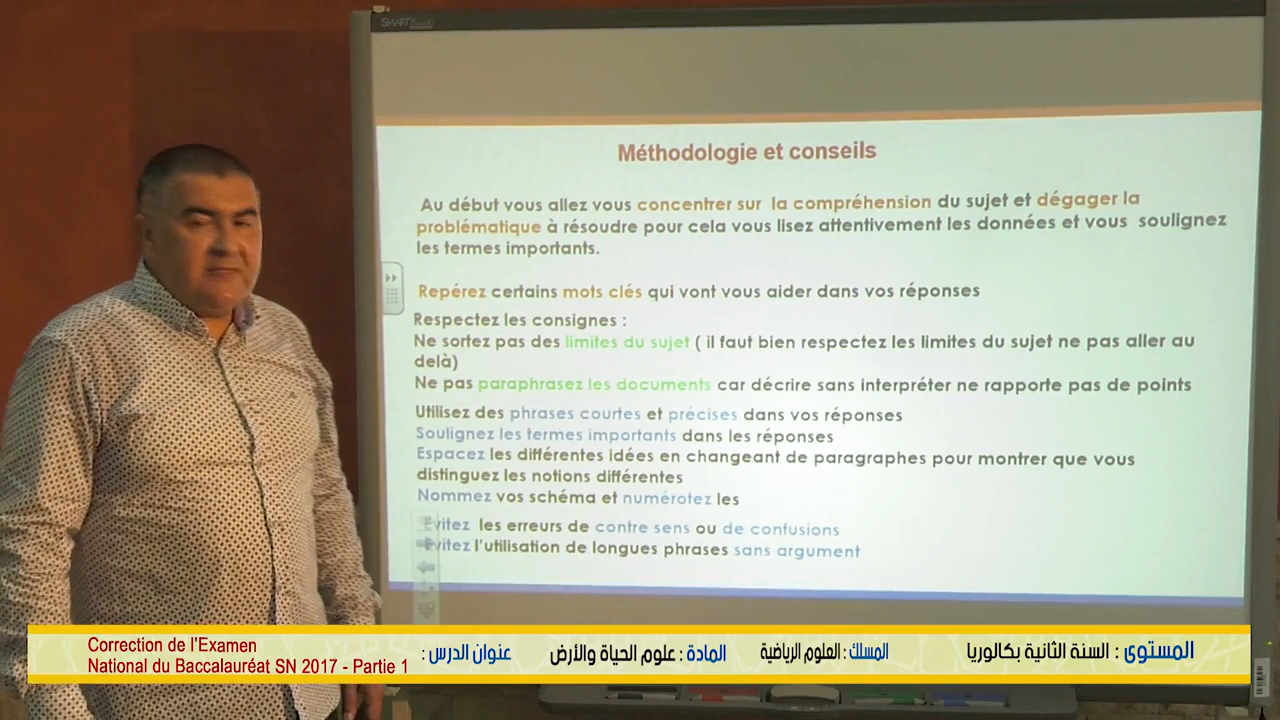 SMART
Méthodologie et conseils
Au début vous allez vous concentrer sur la compréhension du sujet et dégager la
problématique à résoudre pour cela vous lisez attentivement les données et vous soulignez
les termes importants.
Repérez certains mots clés qui vont vous aider dans vos réponses
Respectez les consignes :
Ne sortez pas des limites du sujet ( il faut bien respectez les limites du sujet ne pas aller au
delà)
Ne pas paraphrasez les documents car décrire sans interpréter ne rapporte pas de points
Utilisez des phrases courtes et précises dans vos réponses
Soulignez les termes importants dans les réponses
Espacez les différentes idées en changeant de paragraphes pour montrer que vous
distinguez les notions différentes
Nommez vos schéma et numérotez les
Evitez les erreurs de contre sens ou de confusions
Evitez l'utilisation de longues phrases sans argument
المستوى : السنة الثانية بكالوريا
المسلك : العلوم الرياضية
المادة : علوم الحياة والأرض
عنوان الدرس :
Correction de l'Examen
National du Baccalauréat SN 2017 - Partie 1